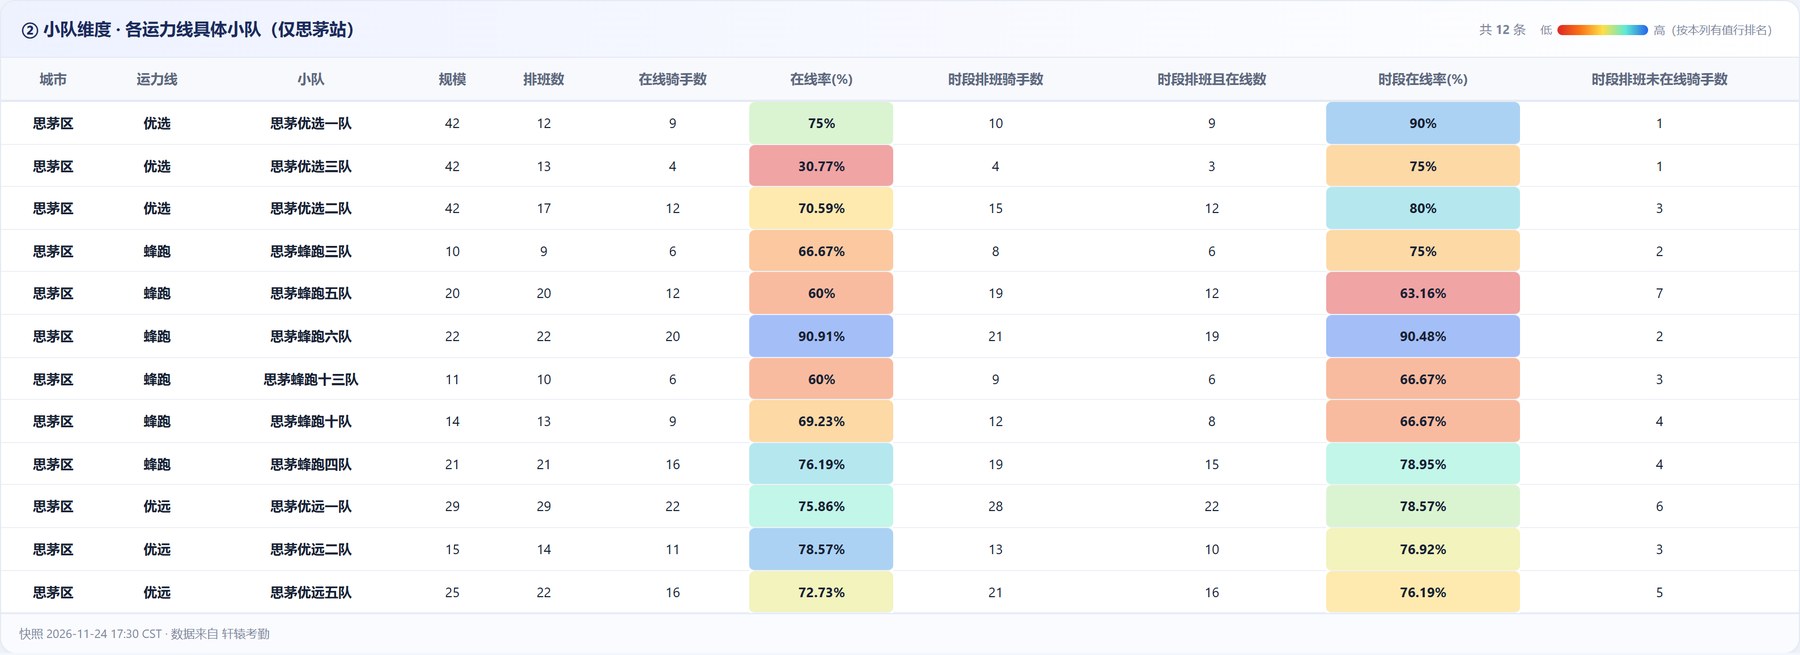 ② 小队维度 · 各运力线具体小队（仅思茅站） 共 12 条 低 高 (按本列有值行排名)
城市 运力线 小队 规模 排班数 在线骑手数 在线率(%) 时段排班骑手数 时段排班且在线数 时段在线率(%) 时段排班未在线骑手数
思茅区 优选 思茅优选一队 42 12 9 75% 10 9 90% 1
思茅区 优选 思茅优选三队 42 13 4 30.77% 4 3 75% 1
思茅区 优选 思茅优选二队 42 17 12 70.59% 15 12 80% 3
思茅区 蜂跑 思茅蜂跑三队 10 9 6 66.67% 8 6 75% 2
思茅区 蜂跑 思茅蜂跑五队 20 20 12 60% 19 12 63.16% 7
思茅区 蜂跑 思茅蜂跑六队 22 22 20 90.91% 21 19 90.48% 2
思茅区 蜂跑 思茅蜂跑十三队 11 10 6 60% 9 6 66.67% 3
思茅区 蜂跑 思茅蜂跑十队 14 13 9 69.23% 12 8 66.67% 4
思茅区 蜂跑 思茅蜂跑四队 21 21 16 76.19% 19 15 78.95% 4
思茅区 优远 思茅优远一队 29 29 22 75.86% 28 22 78.57% 6
思茅区 优远 思茅优远二队 15 14 11 78.57% 13 10 76.92% 3
思茅区 优远 思茅优远五队 25 22 16 72.73% 21 16 76.19% 5
快照 2026-11-24 17:30 CST · 数据来自 轩辕考勤